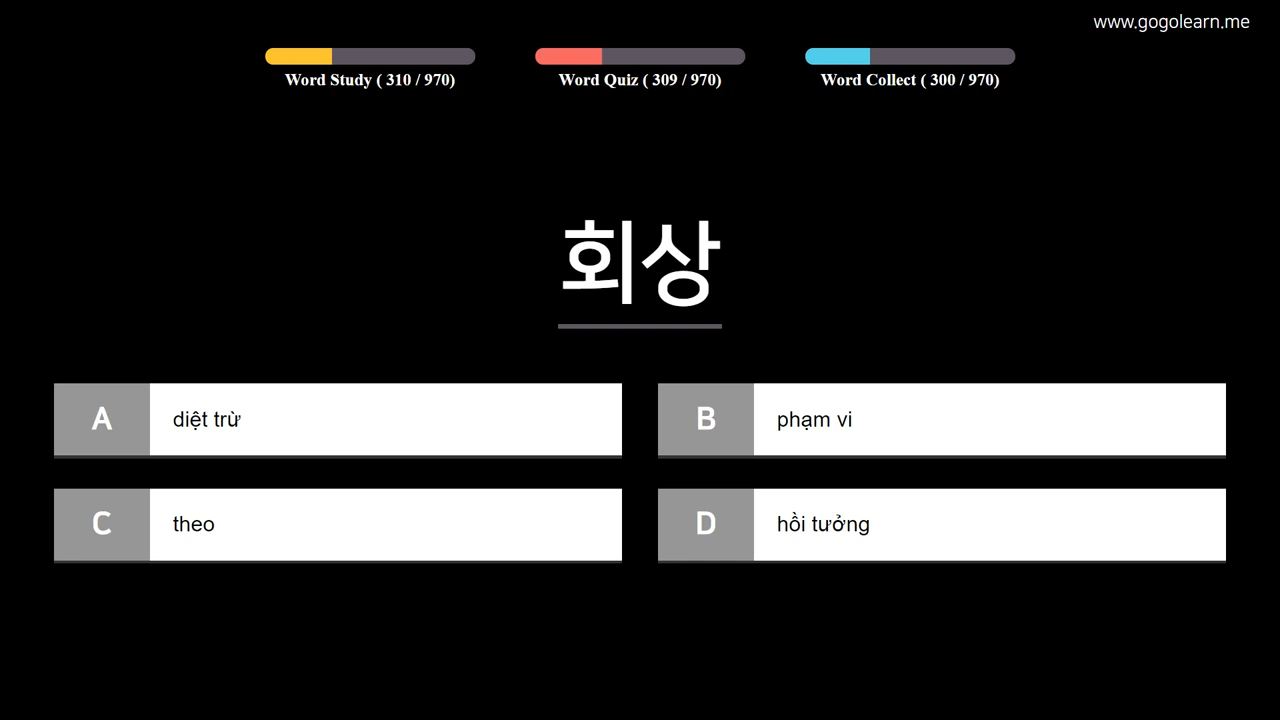 www.gogolearn.me
Word Study ( 310 / 970)
Word Quiz ( 309 / 970)
Word Collect ( 300 / 970)
회상
A diệt trừ
B phạm vi
C theo
D hồi tưởng